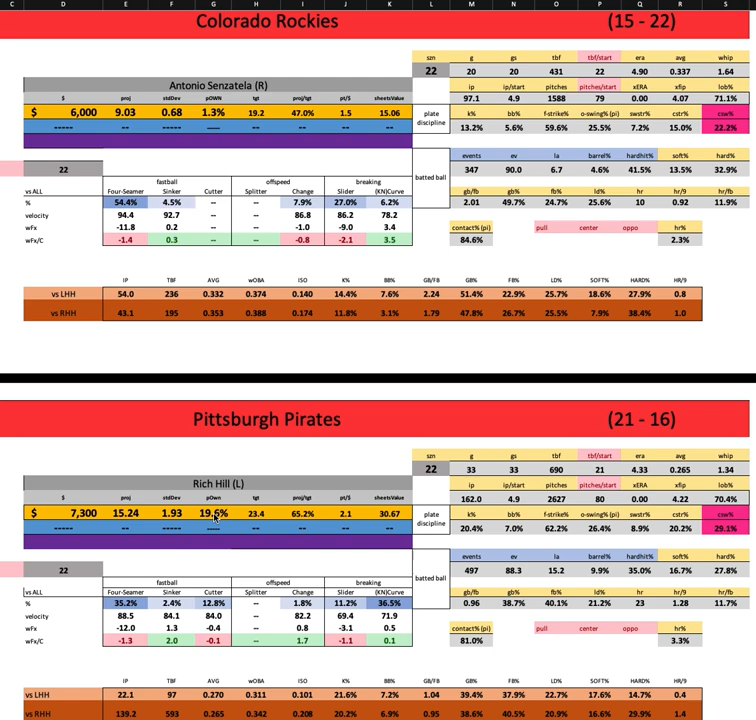 C D E F G H I J K L M N O P Q R S
Colorado Rockies (15 - 22)
szn g gs tbf tbf/start era avg whip
22 20 20 431 22 4.90 0.337 1.64
Antonio Senzatela (R) ip ip/start pitches pitches/start xERA xfip lob%
$ proj stdDev pOWN tgt proj/tgt pt/$ sheetsValue 97.1 4.9 1588 79 0.00 4.07 71.1%
$ 6,000 9.03 0.68 1.3% 19.2 47.0% 1.5 15.06 plate discipline k% bb% f-strike% o-swing% (pi) swstr% cstr% csw%
----- -- -- ----- -- -- -- -- 13.2% 5.6% 59.6% 25.5% 7.2% 15.0% 22.2%
batted ball events ev la barrel% hardhit% soft% hard%
22 347 90.0 6.7 4.6% 41.5% 13.5% 32.9%
fastball offspeed breaking
vs ALL Four-Seamer Sinker Cutter Splitter Change Slider (KN)Curve gb/fb gb% fb% ld% hr hr/9 hr/fb
% 54.4% 4.5% -- -- 7.9% 27.0% 6.2% 2.01 49.7% 24.7% 25.6% 10 0.92 11.9%
velocity 94.4 92.7 -- -- 86.8 86.2 78.2
wFx -11.8 0.2 -- -- -1.0 -9.0 3.4 contact% (pi) pull center oppo hr%
wFx/C -1.4 0.3 -- -- -0.8 -2.1 3.5 84.6% 2.3%
IP TBF AVG wOBA ISO K% BB% GB/FB GB% FB% LD% SOFT% HARD% HR/9
vs LHH 54.0 236 0.332 0.374 0.140 14.4% 7.6% 2.24 51.4% 22.9% 25.7% 18.6% 27.9% 0.8
vs RHH 43.1 195 0.353 0.388 0.174 11.8% 3.1% 1.79 47.8% 26.7% 25.5% 7.9% 38.4% 1.0
Pittsburgh Pirates (21 - 16)
szn g gs tbf tbf/start era avg whip
22 33 33 690 21 4.33 0.265 1.34
Rich Hill (L) ip ip/start pitches pitches/start xERA xfip lob%
$ proj stdDev pOwn tgt proj/tgt pt/$ sheetsValue 162.0 4.9 2627 80 0.00 4.22 70.4%
$ 7,300 15.24 1.93 19.6% 23.4 65.2% 2.1 30.67 plate discipline k% bb% f-strike% o-swing% (pi) swstr% cstr% csw%
----- -- -- ----- -- -- -- -- 20.4% 7.0% 62.2% 26.4% 8.9% 20.2% 29.1%
batted ball events ev la barrel% hardhit% soft% hard%
22 497 88.3 15.2 9.9% 35.0% 16.7% 27.8%
fastball offspeed breaking
vs ALL Four-Seamer Sinker Cutter Splitter Change Slider (KN)Curve gb/fb gb% fb% ld% hr hr/9 hr/fb
% 35.2% 2.4% 12.8% -- 1.8% 11.2% 36.5% 0.96 38.7% 40.1% 21.2% 23 1.28 11.7%
velocity 88.5 84.1 84.0 -- 82.2 69.4 71.9
wFx -12.0 1.3 -0.4 -- 0.8 -3.1 0.5 contact% (pi) pull center oppo hr%
wFx/C -1.3 2.0 -0.1 -- 1.7 -1.1 0.1 81.0% 3.3%
IP TBF AVG wOBA ISO K% BB% GB/FB GB% FB% LD% SOFT% HARD% HR/9
vs LHH 22.1 97 0.270 0.311 0.101 21.6% 7.2% 1.04 39.4% 37.9% 22.7% 17.6% 14.7% 0.4
vs RHH 139.2 593 0.265 0.342 0.208 20.2% 6.9% 0.95 38.6% 40.5% 20.9% 16.6% 29.9% 1.4